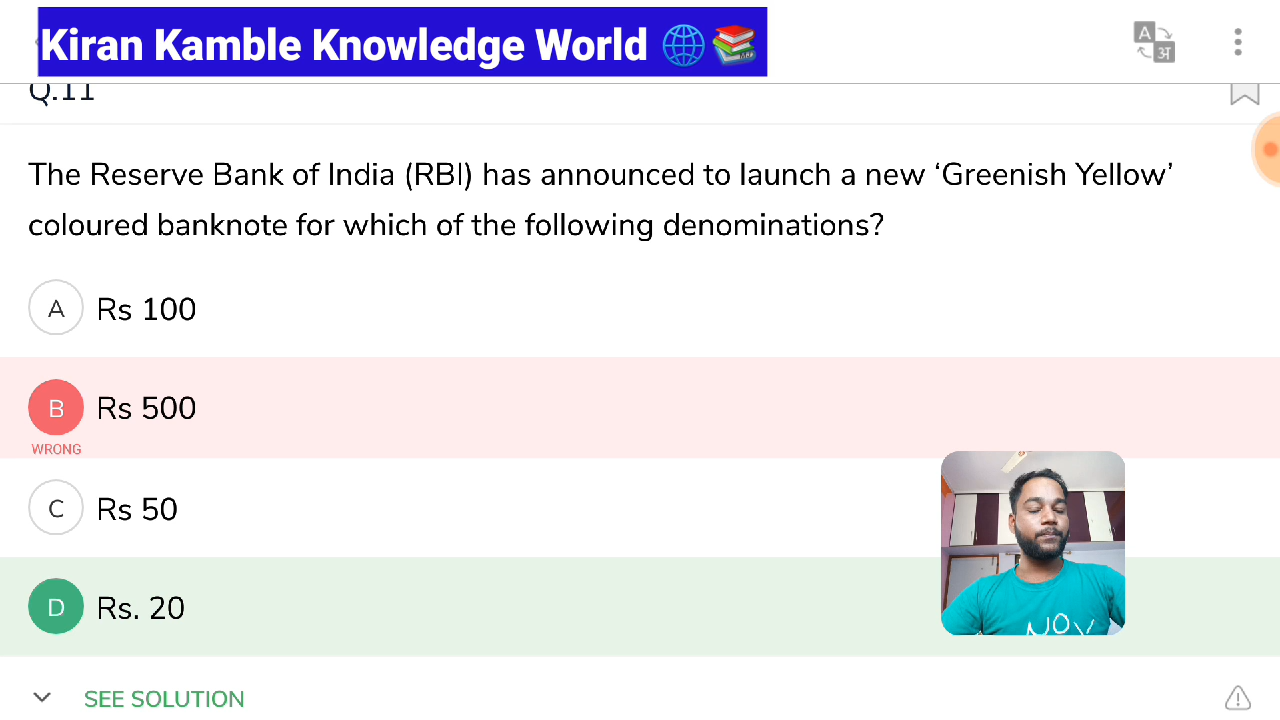 Kiran Kamble Knowledge World
Q.11
The Reserve Bank of India (RBI) has announced to launch a new ‘Greenish Yellow’
coloured banknote for which of the following denominations?
A Rs 100
B Rs 500
WRONG
C Rs 50
D Rs. 20
SEE SOLUTION
A अ
NOV